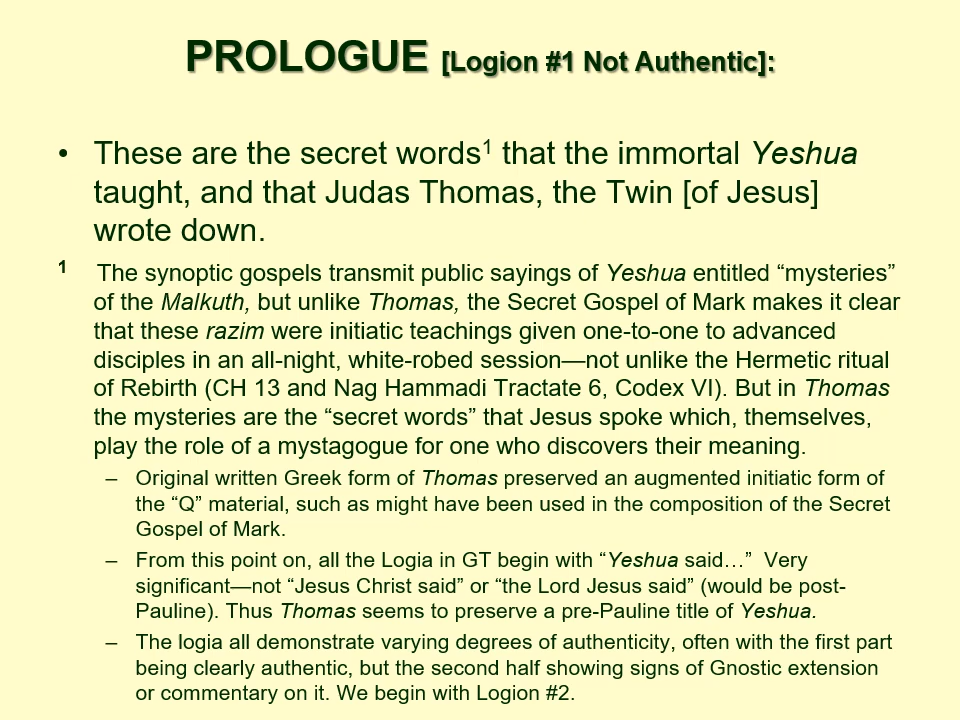 PROLOGUE [Logion #1 Not Authentic]:
• These are the secret words1 that the immortal Yeshua
taught, and that Judas Thomas, the Twin [of Jesus]
wrote down.
1 The synoptic gospels transmit public sayings of Yeshua entitled “mysteries”
of the Malkuth, but unlike Thomas, the Secret Gospel of Mark makes it clear
that these razim were initiatic teachings given one-to-one to advanced
disciples in an all-night, white-robed session—not unlike the Hermetic ritual
of Rebirth (CH 13 and Nag Hammadi Tractate 6, Codex VI). But in Thomas
the mysteries are the “secret words” that Jesus spoke which, themselves,
play the role of a mystagogue for one who discovers their meaning.
– Original written Greek form of Thomas preserved an augmented initiatic form of
the “Q” material, such as might have been used in the composition of the Secret
Gospel of Mark.
– From this point on, all the Logia in GT begin with “Yeshua said…” Very
significant—not “Jesus Christ said” or “the Lord Jesus said” (would be post-
Pauline). Thus Thomas seems to preserve a pre-Pauline title of Yeshua.
– The logia all demonstrate varying degrees of authenticity, often with the first part
being clearly authentic, but the second half showing signs of Gnostic extension
or commentary on it. We begin with Logion #2.